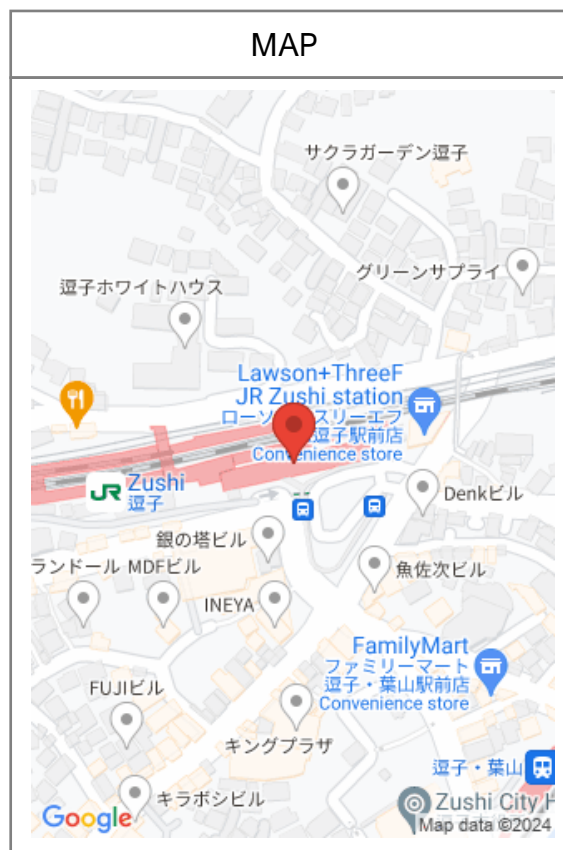 MAP
サクラガーデン逗子
グリーンサプライ
逗子ホワイトハウス
Lawson+ThreeF
JR Zushi station
ロー スリーエフ
逗子駅前店
Convenience store
JR
Zushi
逗子
Denkビル
銀の塔ビル
ランドール
MDFビル
魚佐次ビル
INEYA
FamilyMart
ファミリーマート
逗子・葉山駅前店
Convenience store
FUJIビル
キングプラザ
逗子・葉山
キラボシビル
Zushi City
Google
Map data ©2024